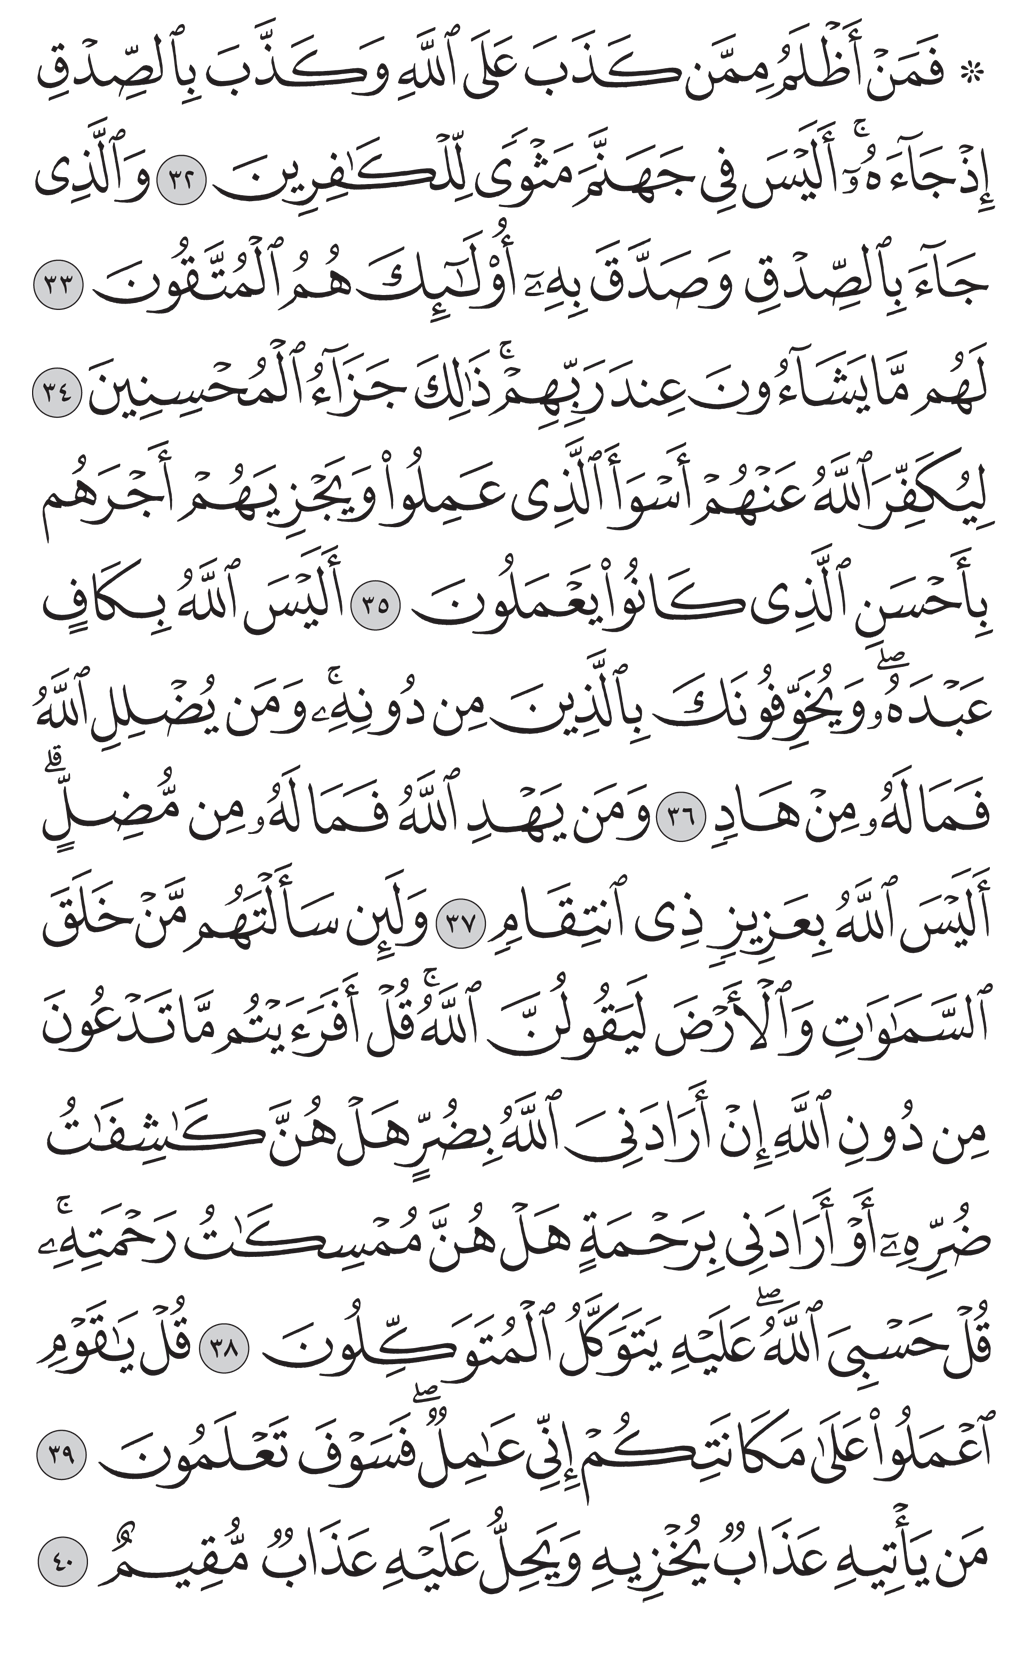 ۞ فَمَنۡ أَظۡلَمُ مِمَّن كَذَبَ عَلَى ٱللَّهِ وَكَذَّبَ بِٱلصِّدۡقِ
إِذۡ جَآءَهُۥٓۚ أَلَيۡسَ فِي جَهَنَّمَ مَثۡوٗى لِّلۡكَٰفِرِينَ ٣٢ وَٱلَّذِي
جَآءَ بِٱلصِّدۡقِ وَصَدَّقَ بِهِۦٓ أُوْلَٰٓئِكَ هُمُ ٱلۡمُتَّقُونَ ٣٣
لَهُم مَّا يَشَآءُونَ عِندَ رَبِّهِمۡۚ ذَٰلِكَ جَزَآءُ ٱلۡمُحۡسِنِينَ ٣٤
لِيُكَفِّرَ ٱللَّهُ عَنۡهُمۡ أَسۡوَأَ ٱلَّذِي عَمِلُواْ وَيَجۡزِيَهُمۡ أَجۡرَهُم
بِأَحۡسَنِ ٱلَّذِي كَانُواْ يَعۡمَلُونَ ٣٥ أَلَيۡسَ ٱللَّهُ بِكَافٍ
عَبۡدَهُۥۖ وَيُخَوِّفُونَكَ بِٱلَّذِينَ مِن دُونِهِۦۚ وَمَن يُضۡلِلِ ٱللَّهُ
فَمَا لَهُۥ مِنۡ هَادٖ ٣٦ وَمَن يَهۡدِ ٱللَّهُ فَمَا لَهُۥ مِن مُّضِلٍّۗ
أَلَيۡسَ ٱللَّهُ بِعَزِيزٖ ذِي ٱنتِقَامٖ ٣٧ وَلَئِن سَأَلۡتَهُم مَّنۡ خَلَقَ
ٱلسَّمَٰوَٰتِ وَٱلۡأَرۡضَ لَيَقُولُنَّ ٱللَّهُۚ قُلۡ أَفَرَءَيۡتُم مَّا تَدۡعُونَ
مِن دُونِ ٱللَّهِ إِنۡ أَرَادَنِيَ ٱللَّهُ بِضُرٍّ هَلۡ هُنَّ كَٰشِفَٰتُ
ضُرِّهِۦٓ أَوۡ أَرَادَنِي بِرَحۡمَةٍ هَلۡ هُنَّ مُمۡسِكَٰتُ رَحۡمَتِهِۦۚ
قُلۡ حَسۡبِيَ ٱللَّهُۖ عَلَيۡهِ يَتَوَكَّلُ ٱلۡمُتَوَكِّلُونَ ٣٨ قُلۡ يَٰقَوۡمِ
ٱعۡمَلُواْ عَلَىٰ مَكَانَتِكُمۡ إِنِّي عَٰمِلٞۖ فَسَوۡفَ تَعۡلَمُونَ ٣٩
مَن يَأۡتِيهِ عَذَابٞ يُخۡزِيهِ وَيَحِلُّ عَلَيۡهِ عَذَابٞ مُّقِيمٌ ٤٠